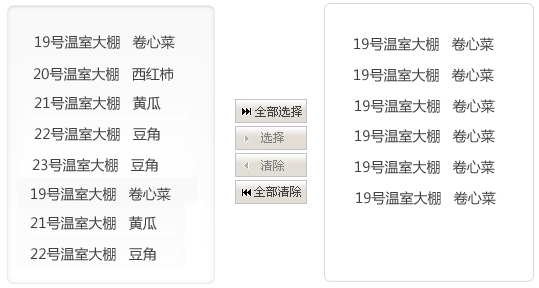 19号温室大棚 卷心菜
20号温室大棚 西红柿
21号温室大棚 黄瓜
22号温室大棚 豆角
23号温室大棚 豆角
19号温室大棚 卷心菜
21号温室大棚 黄瓜
22号温室大棚 豆角
全部选择
选择
清除
全部清除
19号温室大棚 卷心菜
19号温室大棚 卷心菜
19号温室大棚 卷心菜
19号温室大棚 卷心菜
19号温室大棚 卷心菜
19号温室大棚 卷心菜